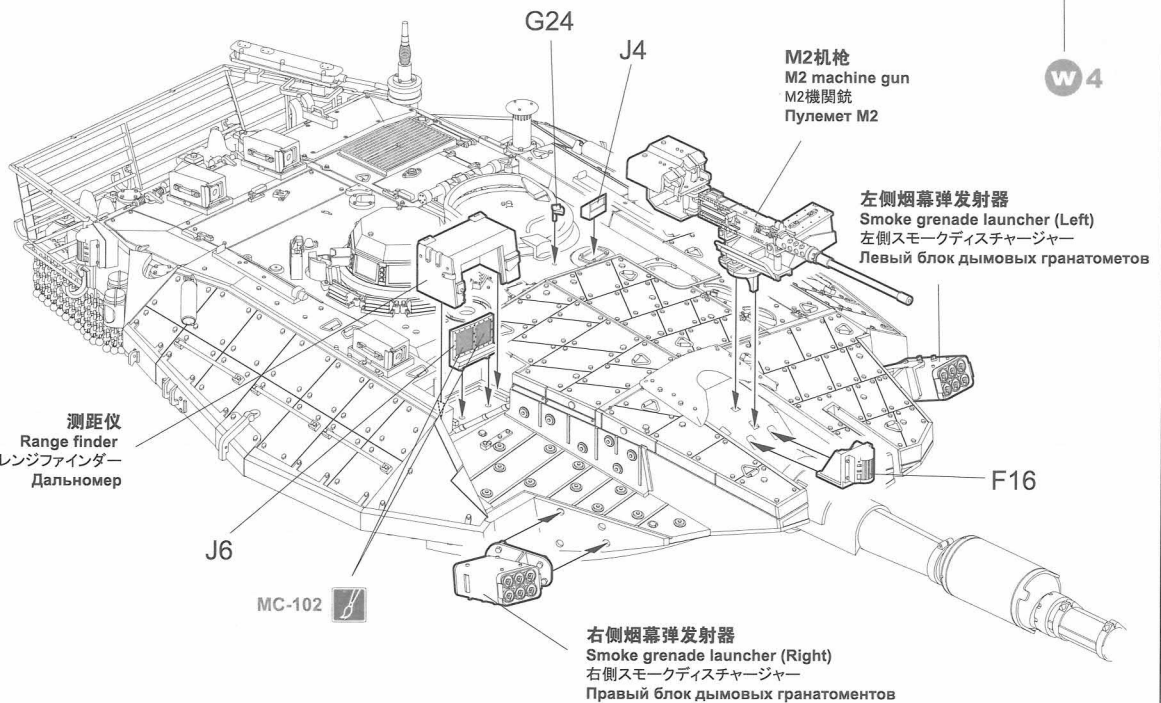 G24
J4
M2机枪
M2 machine gun
M2機関銃
Пулемет M2
W 4
左侧烟幕弹发射器
Smoke grenade launcher (Left)
左側スモークディスチャージャー
Левый блок дымовых гранатометов
测距仪
Range finder
レンジファインダー
Дальномер
F16
J6
MC-102
右侧烟幕弹发射器
Smoke grenade launcher (Right)
右側スモークディスチャージャー
Правый блок дымовых гранатоментов